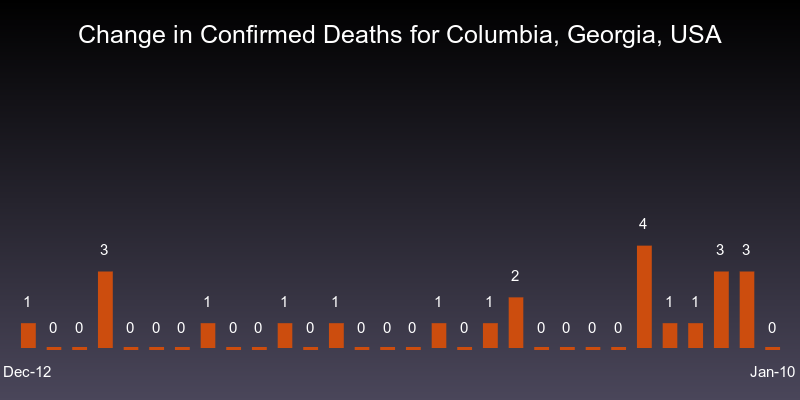 Change in Confirmed Deaths for Columbia, Georgia, USA
1 0 0 3 0 0 0 1 0 0 1 0 1 0 0 0 1 0 1 2 0 0 0 0 4 1 1 3 3 0
Dec-12 Jan-10